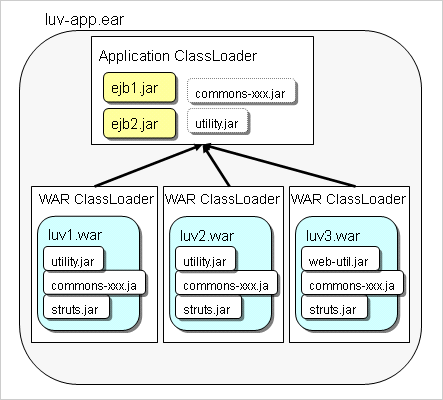 luv-app.ear
Application ClassLoader
ejb1.jar
commons-xxx.jar
ejb2.jar
utility.jar
WAR ClassLoader
WAR ClassLoader
WAR ClassLoader
luv1.war
luv2.war
luv3.war
utility.jar
utility.jar
web-util.jar
commons-xxx.ja
commons-xxx.ja
commons-xxx.ja
struts.jar
struts.jar
struts.jar